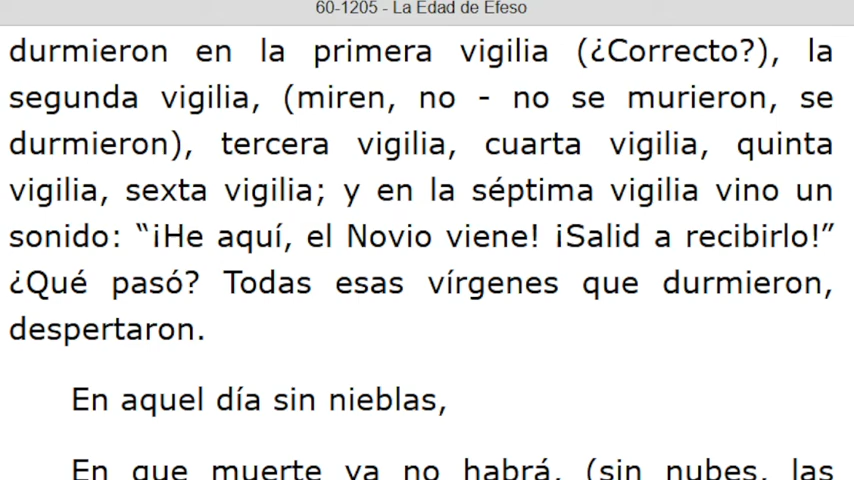 60-1205 - La Edad de Efeso
durmieron en la primera vigilia (¿Correcto?), la
segunda vigilia, (miren, no - no se murieron, se
durmieron), tercera vigilia, cuarta vigilia, quinta
vigilia, sexta vigilia; y en la séptima vigilia vino un
sonido: “¡He aquí, el Novio viene! ¡Salid a recibirlo!”
¿Qué pasó? Todas esas vírgenes que durmieron,
despertaron.
En aquel día sin nieblas,
En que muerte ya no habrá, (sin nubes, las